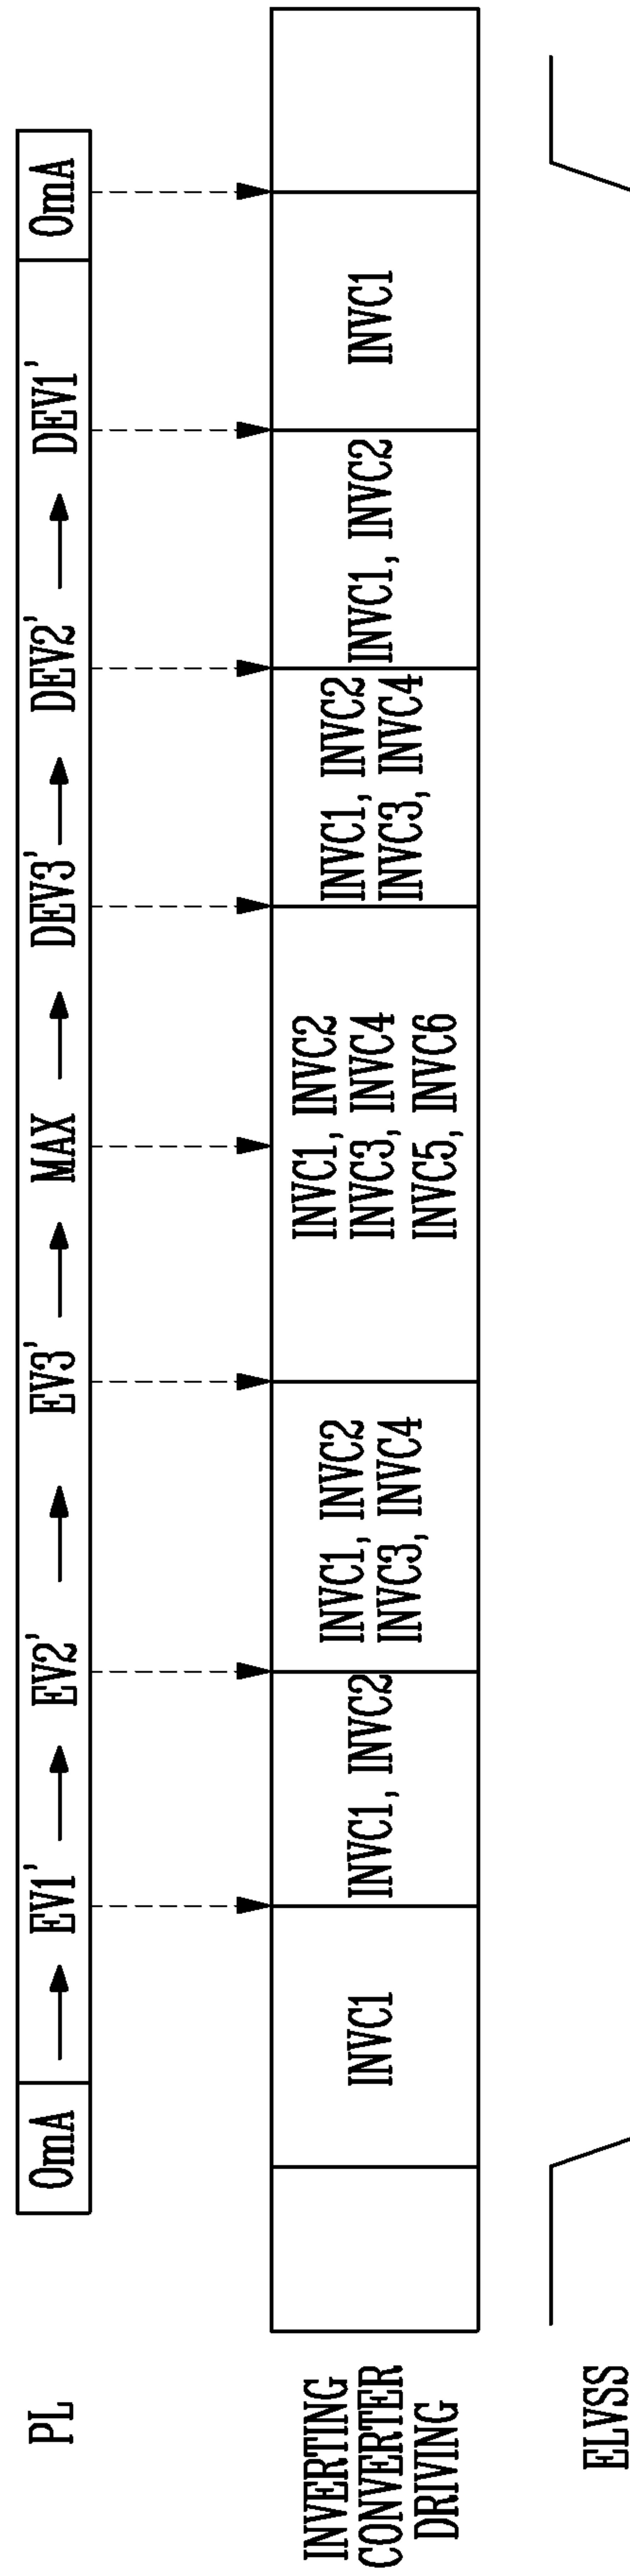 PL
0mA → EV1' → EV2' → EV3' → MAX → DEV3' → DEV2' → DEV1' 0mA
INVERTING
CONVERTER
DRIVING
INVC1
INVC1, INVC2
INVC1, INVC2
INVC3, INVC4
INVC1, INVC2
INVC3, INVC4
INVC5, INVC6
INVC1, INVC2
INVC3, INVC4
INVC1, INVC2
INVC1
ELVSS